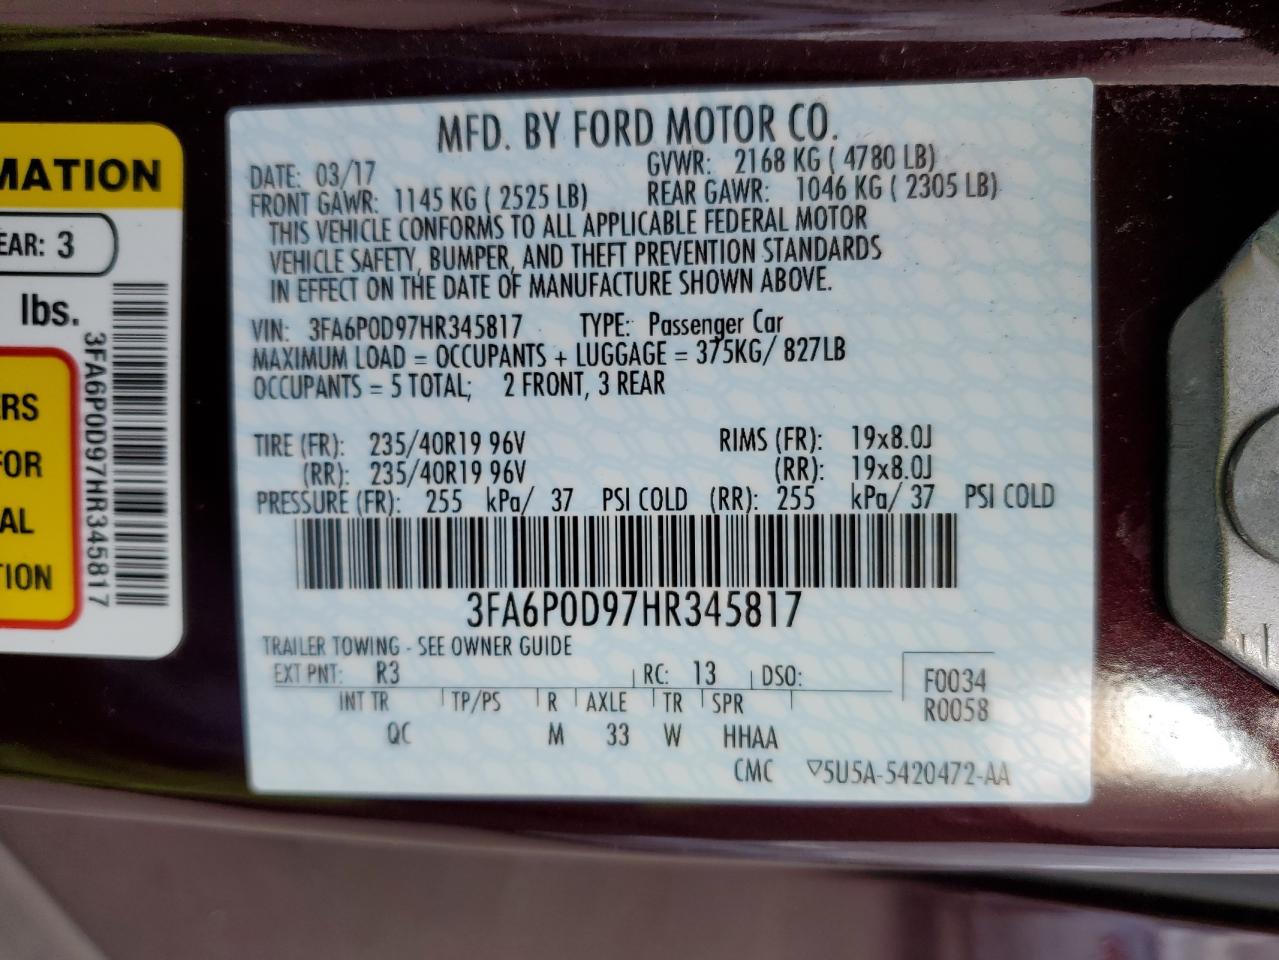 MATION
EAR: 3
lbs.
3FA6P0D97HR345817
RS
FOR
AL
TION
MFD. BY FORD MOTOR CO.
DATE: 03/17 GVWR: 2168 KG ( 4780 LB)
FRONT GAWR: 1145 KG ( 2525 LB) REAR GAWR: 1046 KG ( 2305 LB)
THIS VEHICLE CONFORMS TO ALL APPLICABLE FEDERAL MOTOR
VEHICLE SAFETY, BUMPER, AND THEFT PREVENTION STANDARDS
IN EFFECT ON THE DATE OF MANUFACTURE SHOWN ABOVE.
VIN: 3FA6P0D97HR345817 TYPE: Passenger Car
MAXIMUM LOAD = OCCUPANTS + LUGGAGE = 375KG/ 827LB
OCCUPANTS = 5 TOTAL; 2 FRONT, 3 REAR
TIRE (FR): 235/40R19 96V RIMS (FR): 19x8.0J
(RR): 235/40R19 96V (RR): 19x8.0J
PRESSURE (FR): 255 kPa/ 37 PSI COLD (RR): 255 kPa/ 37 PSI COLD
3FA6P0D97HR345817
TRAILER TOWING - SEE OWNER GUIDE
EXT PNT: R3 RC: 13 DSO: F0034
INT TR TP/PS R AXLE TR SPR R0058
QC M 33 W HHAA
CMC ▽5U5A-5420472-AA